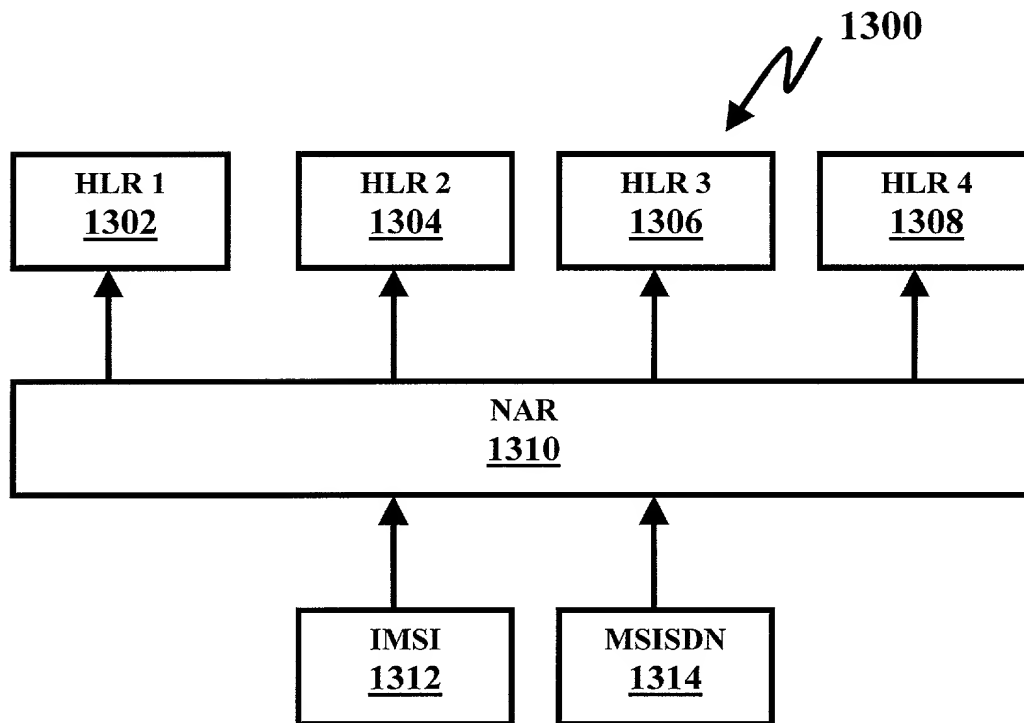 1300
HLR 1
1302
HLR 2
1304
HLR 3
1306
HLR 4
1308
NAR
1310
IMSI
1312
MSISDN
1314